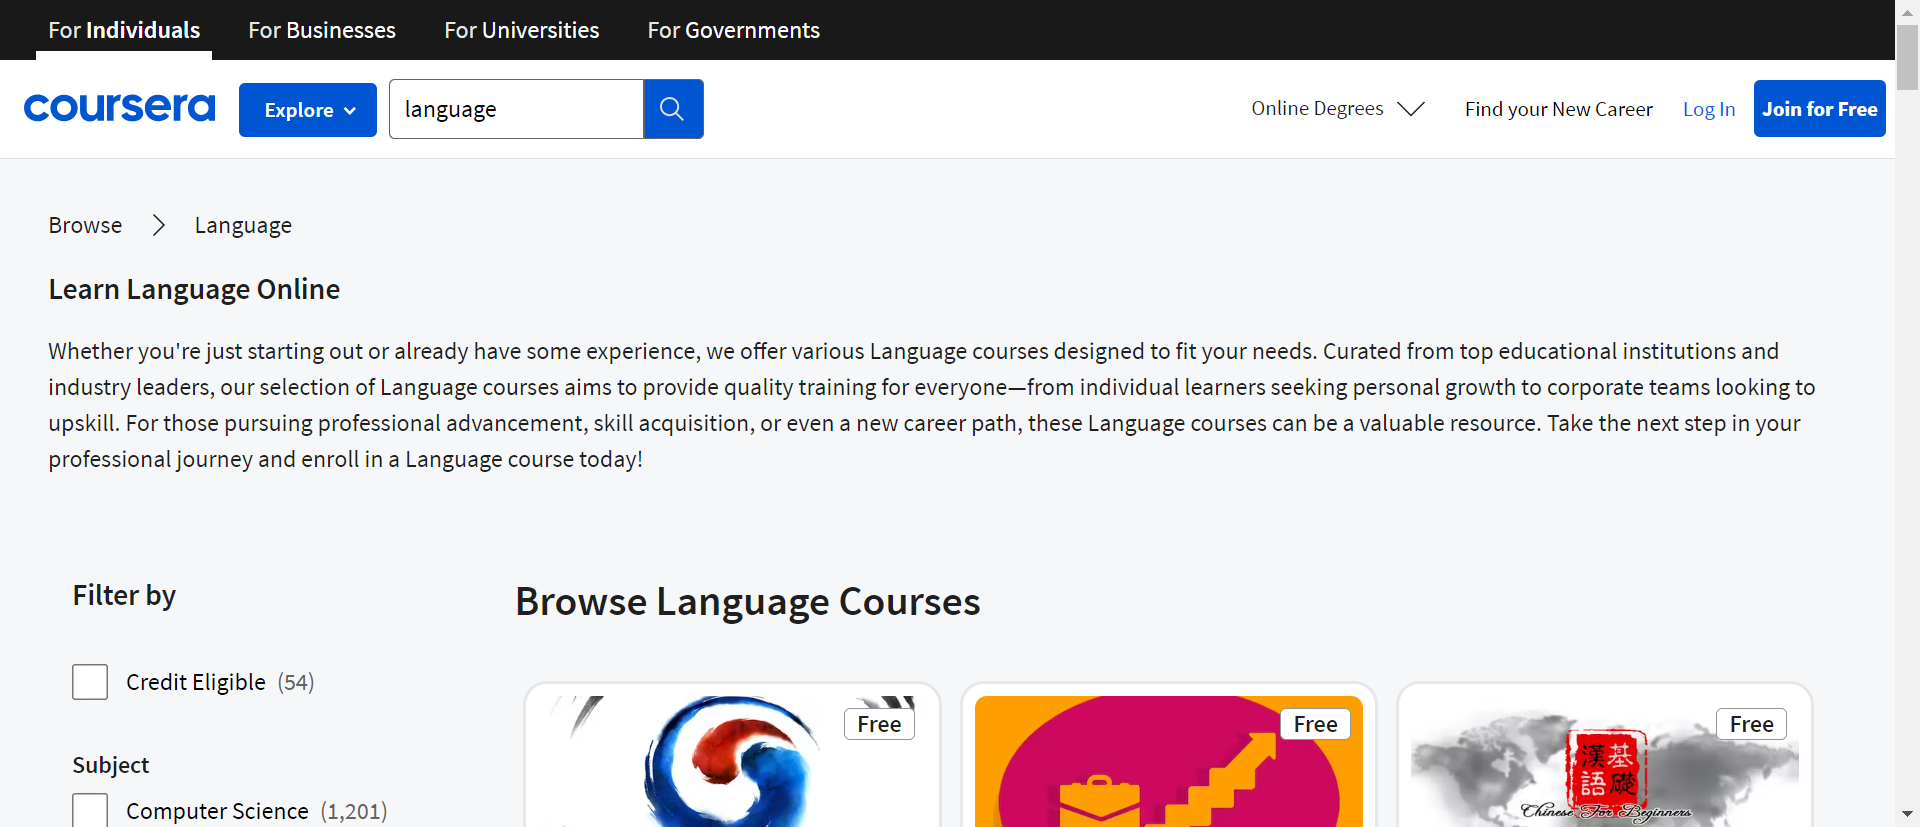 For Individuals
For Businesses
For Universities
For Governments
coursera
Explore
language
Online Degrees
Find your New Career
Log In
Join for Free
Browse
Language
Learn Language Online
Whether you're just starting out or already have some experience, we offer various Language courses designed to fit your needs. Curated from top educational institutions and
industry leaders, our selection of Language courses aims to provide quality training for everyone—from individual learners seeking personal growth to corporate teams looking to
upskill. For those pursuing professional advancement, skill acquisition, or even a new career path, these Language courses can be a valuable resource. Take the next step in your
professional journey and enroll in a Language course today!
Filter by
Credit Eligible (54)
Subject
Computer Science (1,201)
Browse Language Courses
Free
Free
Free
基礎
漢語
Chinese For Beginners